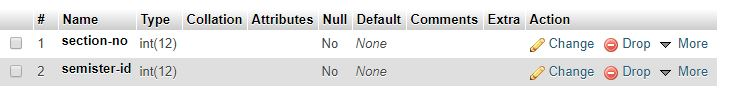 # Name Type Collation Attributes Null Default Comments Extra Action
1 section-no int(12) No None Change Drop More
2 semister-id int(12) No None Change Drop More